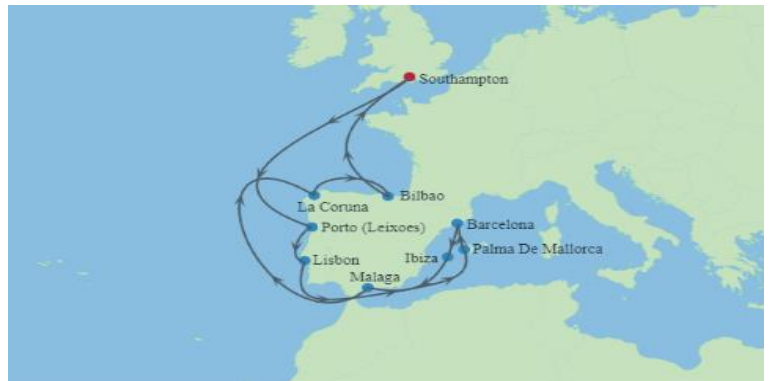 Southampton
La Coruna
Bilbao
Porto (Leixoes)
Barcelona
Lisbon
Ibiza
Palma De Mallorca
Malaga